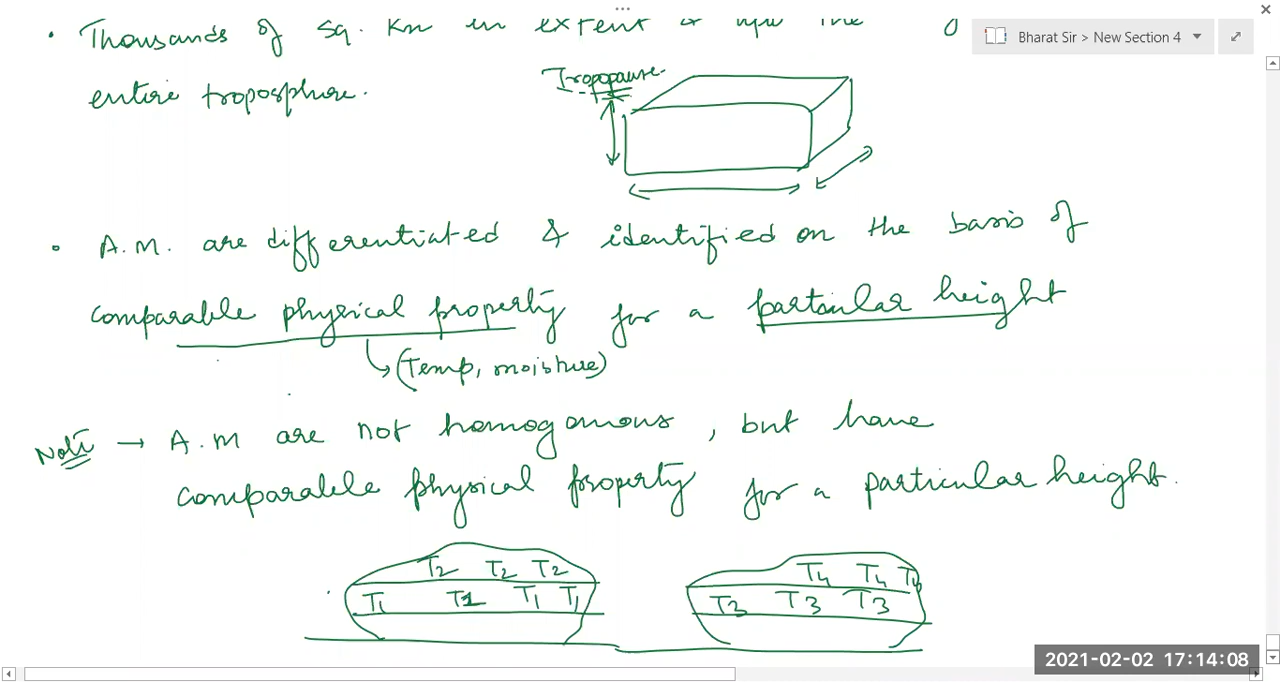 • Thousands of sq. Km in extent & upto the
Bharat Sir > New Section 4
entire troposphere.
Tropopause
• A.M. are differentiated & identified on the basis of
comparable physical property for a particular height
(Temp, moisture)
Note → A.M are not homogomous, but have
comparable physical property for a particular height.
T2 T2 T2
T1 T1 T1 T1
T4 T4 T4
T3 T3 T3
2021-02-02 17:14:08